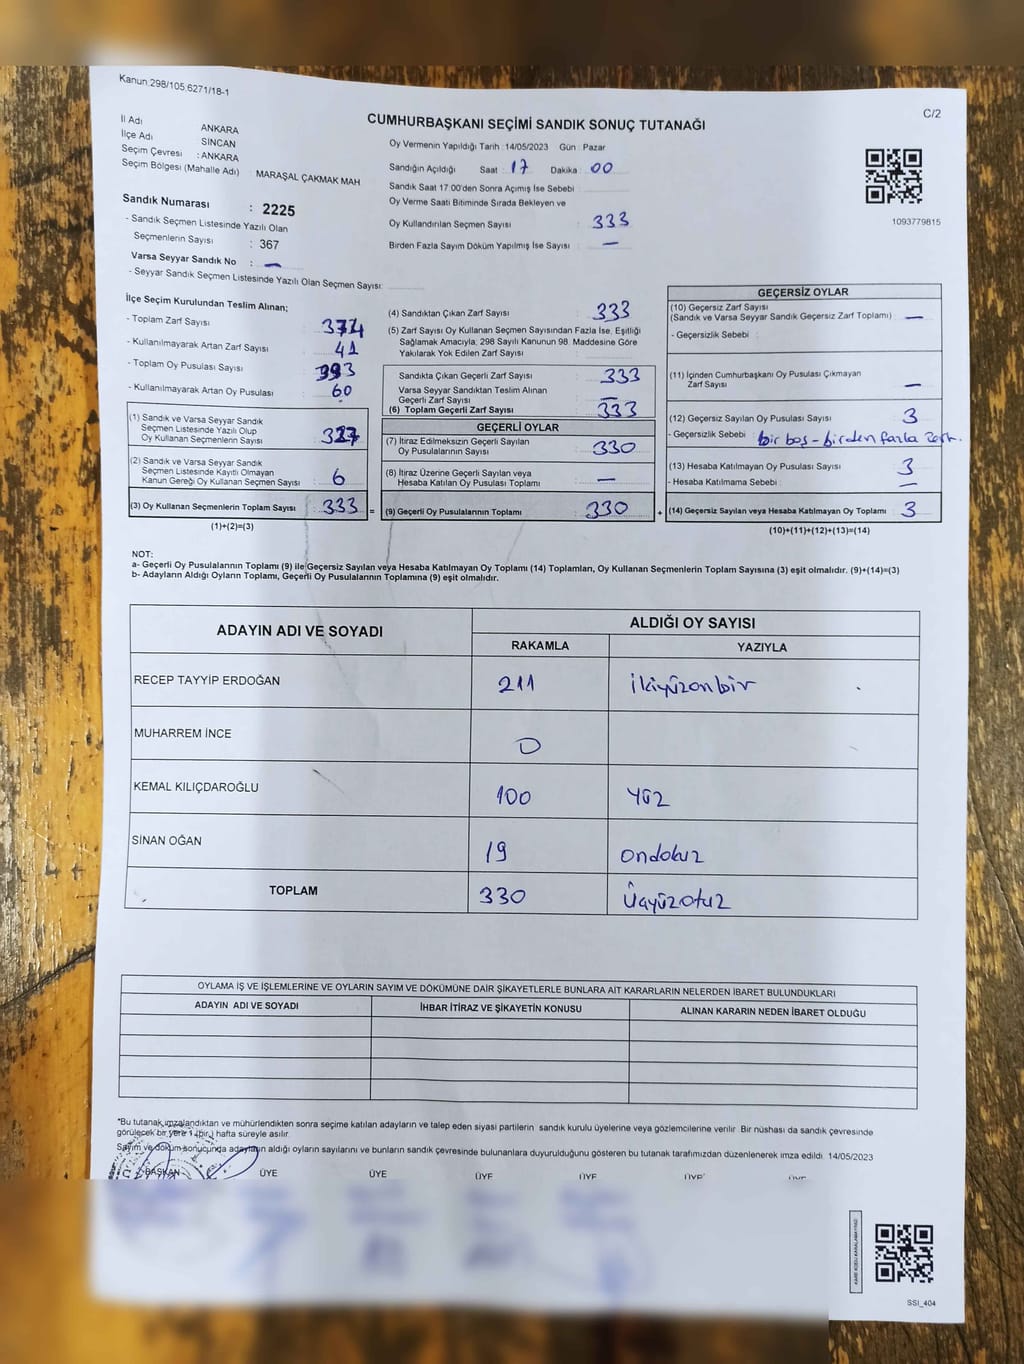 Kanun 298/105 6271/18-1
C/2
CUMHURBAŞKANI SEÇİMİ SANDIK SONUÇ TUTANAĞI
İl Adı ANKARA
İlçe Adı SİNCAN
Seçim Çevresi : ANKARA
Seçim Bölgesi (Mahalle Adı) MARAŞAL ÇAKMAK MAH
Sandık Numarası : 2225
- Sandık Seçmen Listesinde Yazılı Olan
Seçmenlerin Sayısı : 367
Varsa Seyyar Sandık No : —
- Seyyar Sandık Seçmen Listesinde Yazılı Olan Seçmen Sayısı:
Oy Vermenin Yapıldığı Tarih : 14/05/2023 Gün : Pazar
Sandığın Açıldığı Saat : 17 Dakika : 00
Sandık Saat 17 00'den Sonra Açımış İse Sebebi :
Oy Verme Saati Bitiminde Sırada Bekleyen ve
Oy Kullandırılan Seçmen Sayısı : 333
Birden Fazla Sayım Döküm Yapılmış İse Sayısı : —
1093779815
İlçe Seçim Kurulundan Teslim Alınan;
- Toplam Zarf Sayısı : 374
- Kullanılmayarak Artan Zarf Sayısı : 41
- Toplam Oy Pusulası Sayısı : 393
- Kullanılmayarak Artan Oy Pusulası : 60
(1) Sandık ve Varsa Seyyar Sandık
Seçmen Listesinde Yazılı Olup
Oy Kullanan Seçmenlerin Sayısı : 327
(2) Sandık ve Varsa Seyyar Sandık
Seçmen Listesinde Kayıtlı Olmayan
Kanun Gereği Oy Kullanan Seçmen Sayısı : 6
(3) Oy Kullanan Seçmenlerin Toplam Sayısı : 333 =
(1)+(2)=(3)
(4) Sandıktan Çıkan Zarf Sayısı : 333
(5) Zarf Sayısı Oy Kullanan Seçmen Sayısından Fazla İse, Eşitliği
Sağlamak Amacıyla; 298 Sayılı Kanunun 98. Maddesine Göre
Yakılarak Yok Edilen Zarf Sayısı
Sandıkta Çıkan Geçerli Zarf Sayısı : 333
Varsa Seyyar Sandıktan Teslim Alınan
Geçerli Zarf Sayısı : —
(6) Toplam Geçerli Zarf Sayısı : 333
GEÇERLİ OYLAR
(7) İtiraz Edilmeksizin Geçerli Sayılan
Oy Pusulalarının Sayısı : 330
(8) İtiraz Üzerine Geçerli Sayılan veya
Hesaba Katılan Oy Pusulası Toplamı : —
(9) Geçerli Oy Pusulalarının Toplamı : 330 +
GEÇERSİZ OYLAR
(10) Geçersiz Zarf Sayısı
(Sandık ve Varsa Seyyar Sandık Geçersiz Zarf Toplamı) : —
- Geçersizlik Sebebi :
(11) İçinden Cumhurbaşkanı Oy Pusulası Çıkmayan
Zarf Sayısı : —
(12) Geçersiz Sayılan Oy Pusulası Sayısı : 3
- Geçersizlik Sebebi : bir boş - birden fazla
(13) Hesaba Katılmayan Oy Pusulası Sayısı : 3
- Hesaba Katılmama Sebebi : —
(14) Geçersiz Sayılan veya Hesaba Katılmayan Oy Toplamı : 3
(10)+(11)+(12)+(13)=(14)
NOT:
a- Geçerli Oy Pusulalarının Toplamı (9) ile Geçersiz Sayılan veya Hesaba Katılmayan Oy Toplamı (14) Toplamları, Oy Kullanan Seçmenlerin Toplam Sayısına (3) eşit olmalıdır. (9)+(14)=(3)
b- Adayların Aldığı Oyların Toplamı, Geçerli Oy Pusulalarının Toplamına (9) eşit olmalıdır.
ADAYIN ADI VE SOYADI
ALDIĞI OY SAYISI
RAKAMLA YAZIYLA
RECEP TAYYİP ERDOĞAN 211 ikiyüzonbir
MUHARREM İNCE 0
KEMAL KILIÇDAROĞLU 100 Yüz
SİNAN OĞAN 19 ondokuz
TOPLAM 330 Üçyüzotuz
OYLAMA İŞ VE İŞLEMLERİNE VE OYLARIN SAYIM VE DÖKÜMÜNE DAİR ŞİKAYETLERLE BUNLARA AİT KARARLARIN NELERDEN İBARET BULUNDUKLARI
ADAYIN ADI VE SOYADI İHBAR İTİRAZ VE ŞİKAYETİN KONUSU ALINAN KARARIN NEDEN İBARET OLDUĞU
*Bu tutanak imzalandıktan ve mühürlendikten sonra seçime katılan adayların ve talep eden siyasi partilerin sandık kurulu üyelerine veya gözlemcilerine verilir. Bir nüshası da sandık çevresinde
görülecek bir yere 1 (bir) hafta süreyle asılır.
Sayım ve döküm sonucunda adayların aldığı oyların sayılarını ve bunların sandık çevresinde bulunanlara duyurulduğunu gösteren bu tutanak tarafımızdan düzenlenerek imza edildi. 14/05/2023
BAŞKAN ÜYE ÜYE ÜYE ÜYE ÜYE ÜYE
SSI_404